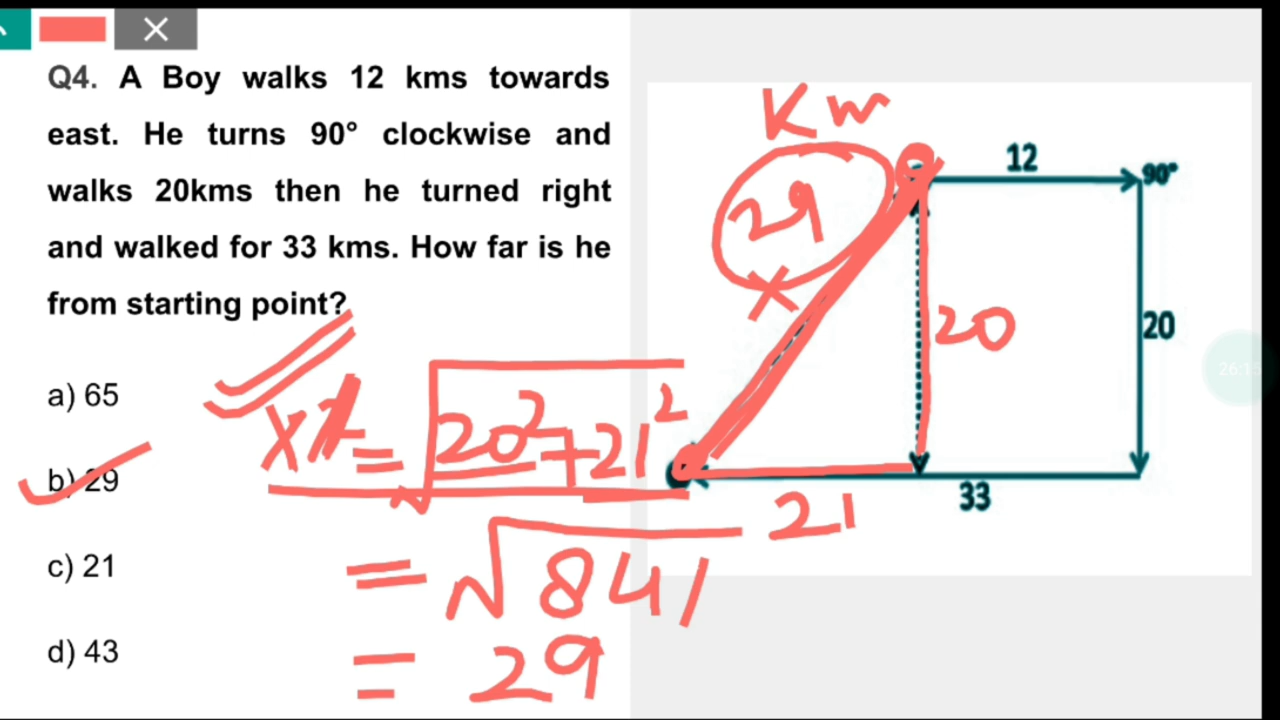 Q4. A Boy walks 12 kms towards
east. He turns 90° clockwise and
walks 20kms then he turned right
and walked for 33 kms. How far is he
from starting point?
a) 65
b) 29
c) 21
d) 43
Km
29
x
12
90°
20
20
33
21
= √20²+21²
= √841
= 29